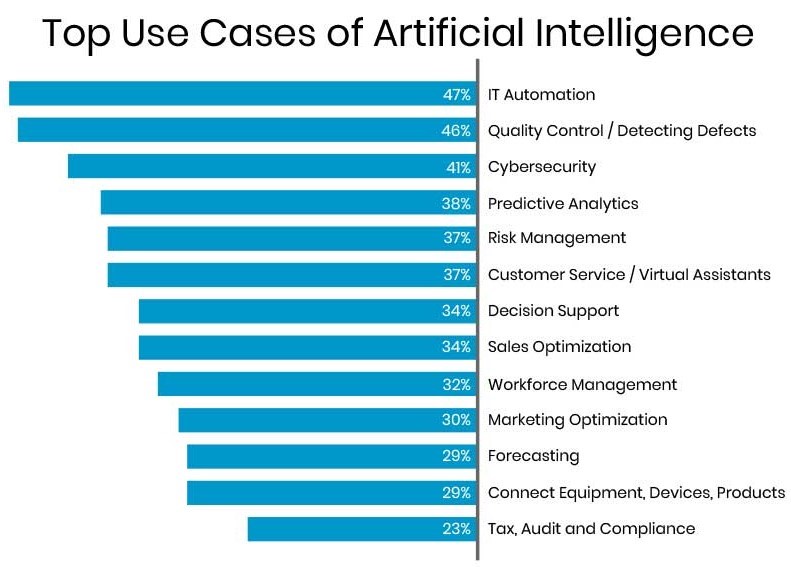 Top Use Cases of Artificial Intelligence
47% IT Automation
46% Quality Control / Detecting Defects
41% Cybersecurity
38% Predictive Analytics
37% Risk Management
37% Customer Service / Virtual Assistants
34% Decision Support
34% Sales Optimization
32% Workforce Management
30% Marketing Optimization
29% Forecasting
29% Connect Equipment, Devices, Products
23% Tax, Audit and Compliance